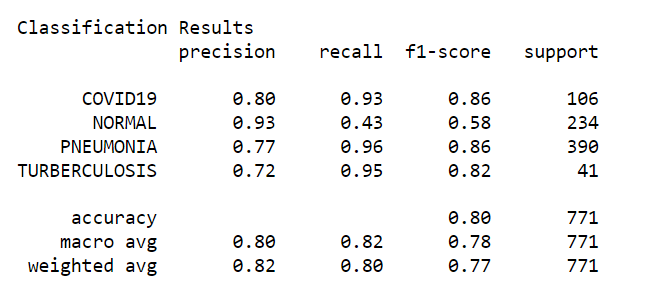 Classification Results
precision recall f1-score support
COVID19 0.80 0.93 0.86 106
NORMAL 0.93 0.43 0.58 234
PNEUMONIA 0.77 0.96 0.86 390
TURBERCULOSIS 0.72 0.95 0.82 41
accuracy 0.80 771
macro avg 0.80 0.82 0.78 771
weighted avg 0.82 0.80 0.77 771